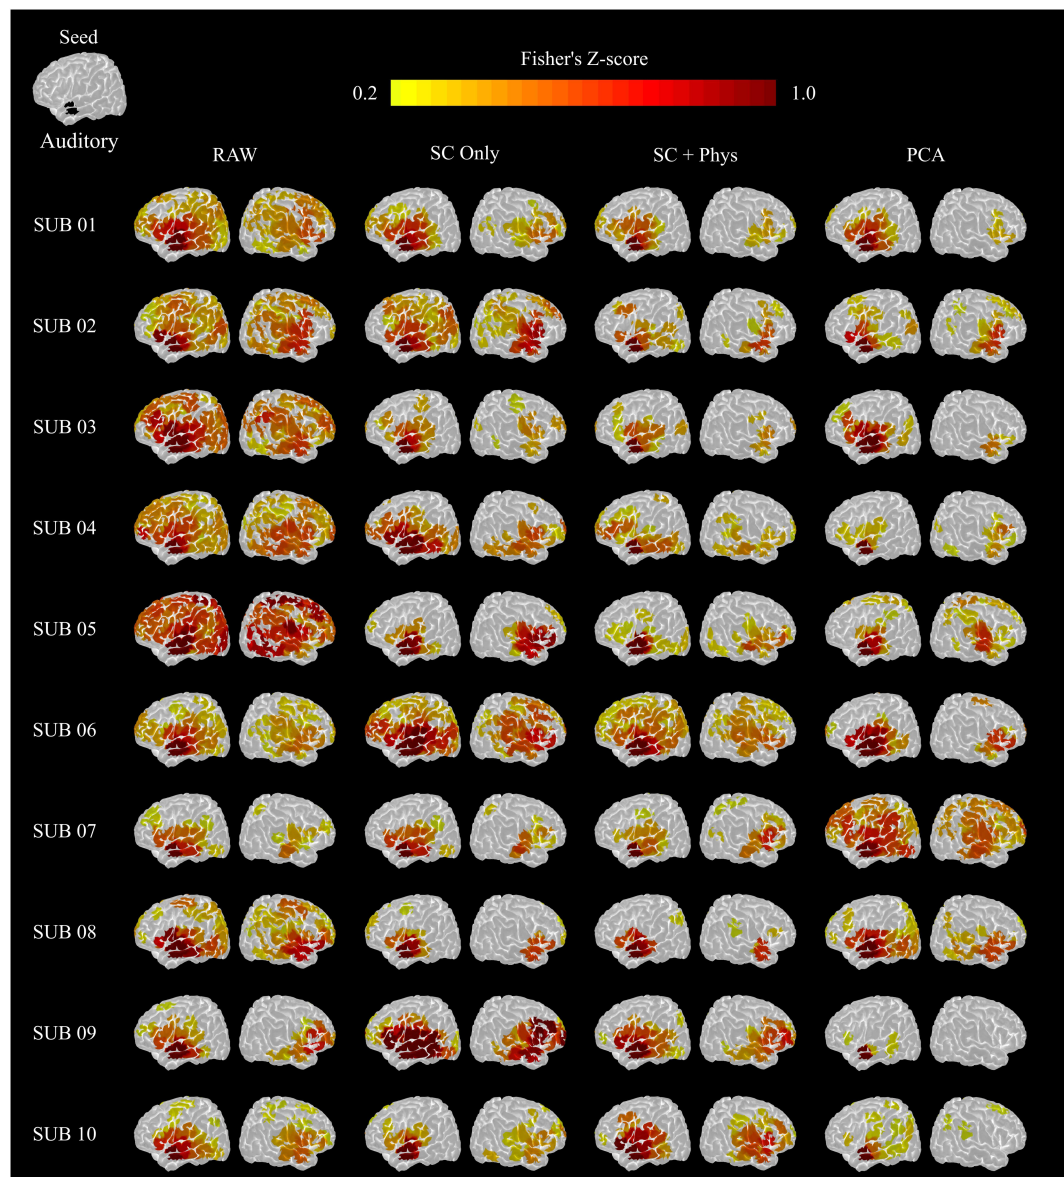 Seed
Fisher's Z-score
0.2 1.0
Auditory
RAW SC Only SC + Phys PCA
SUB 01
SUB 02
SUB 03
SUB 04
SUB 05
SUB 06
SUB 07
SUB 08
SUB 09
SUB 10